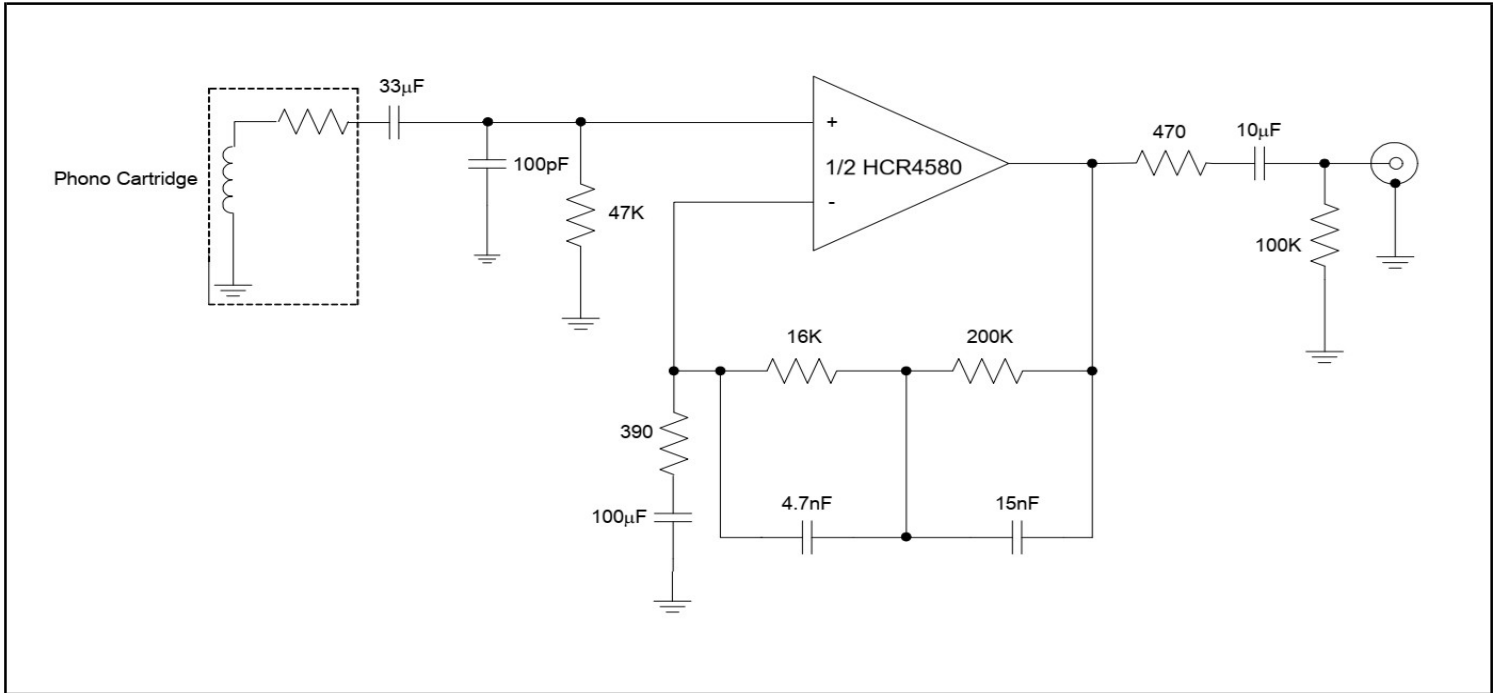 33µF
Phono Cartridge
100pF
47K
+
1/2 HCR4580
-
470
10µF
100K
16K
200K
390
100µF
4.7nF
15nF